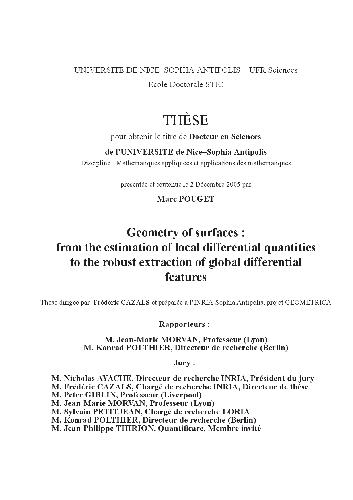 UNIVERSITE DE NICE-SOPHIA ANTIPOLIS – UFR Sciences
Ecole Doctorale STIC
THÈSE
pour obtenir le titre de Docteur en Sciences
de l'UNIVERSITE de Nice–Sophia Antipolis
Discipline : Mathématiques appliquées et applications des mathématiques
présentée et soutenue le 2 Décembre 2005 par
Marc POUGET
Geometry of surfaces :
from the estimation of local differential quantities
to the robust extraction of global differential
features
Thèse dirigée par Frédéric CAZALS et préparée à l'INRIA Sophia Antipolis, projet GEOMETRICA
Rapporteurs :
M. Jean-Marie MORVAN, Professeur (Lyon)
M. Konrad POLTHIER, Directeur de recherche (Berlin)
Jury :
M. Nicholas AYACHE, Directeur de recherche INRIA, Président du jury
M. Frédéric CAZALS, Chargé de recherche INRIA, Directeur de thèse
M. Peter GIBLIN, Professeur (Liverpool)
M. Jean-Marie MORVAN, Professeur (Lyon)
M. Sylvain PETITJEAN, Chargé de recherche LORIA
M. Konrad POLTHIER, Directeur de recherche (Berlin)
M. Jean-Philippe THIRION, Quantificare, Membre invité